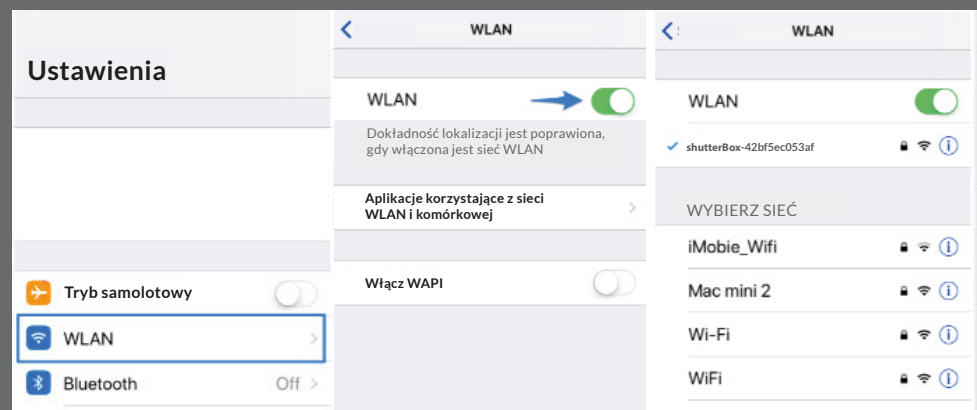 Ustawienia
Tryb samolotowy
WLAN
Bluetooth Off
WLAN
WLAN
Dokładność lokalizacji jest poprawiona,
gdy włączona jest sieć WLAN
Aplikacje korzystające z sieci
WLAN i komórkowej
Włącz WAPI
WLAN
WLAN
shutterBox-42bf5ec053af
WYBIERZ SIEĆ
iMobie_Wifi
Mac mini 2
Wi-Fi
WiFi